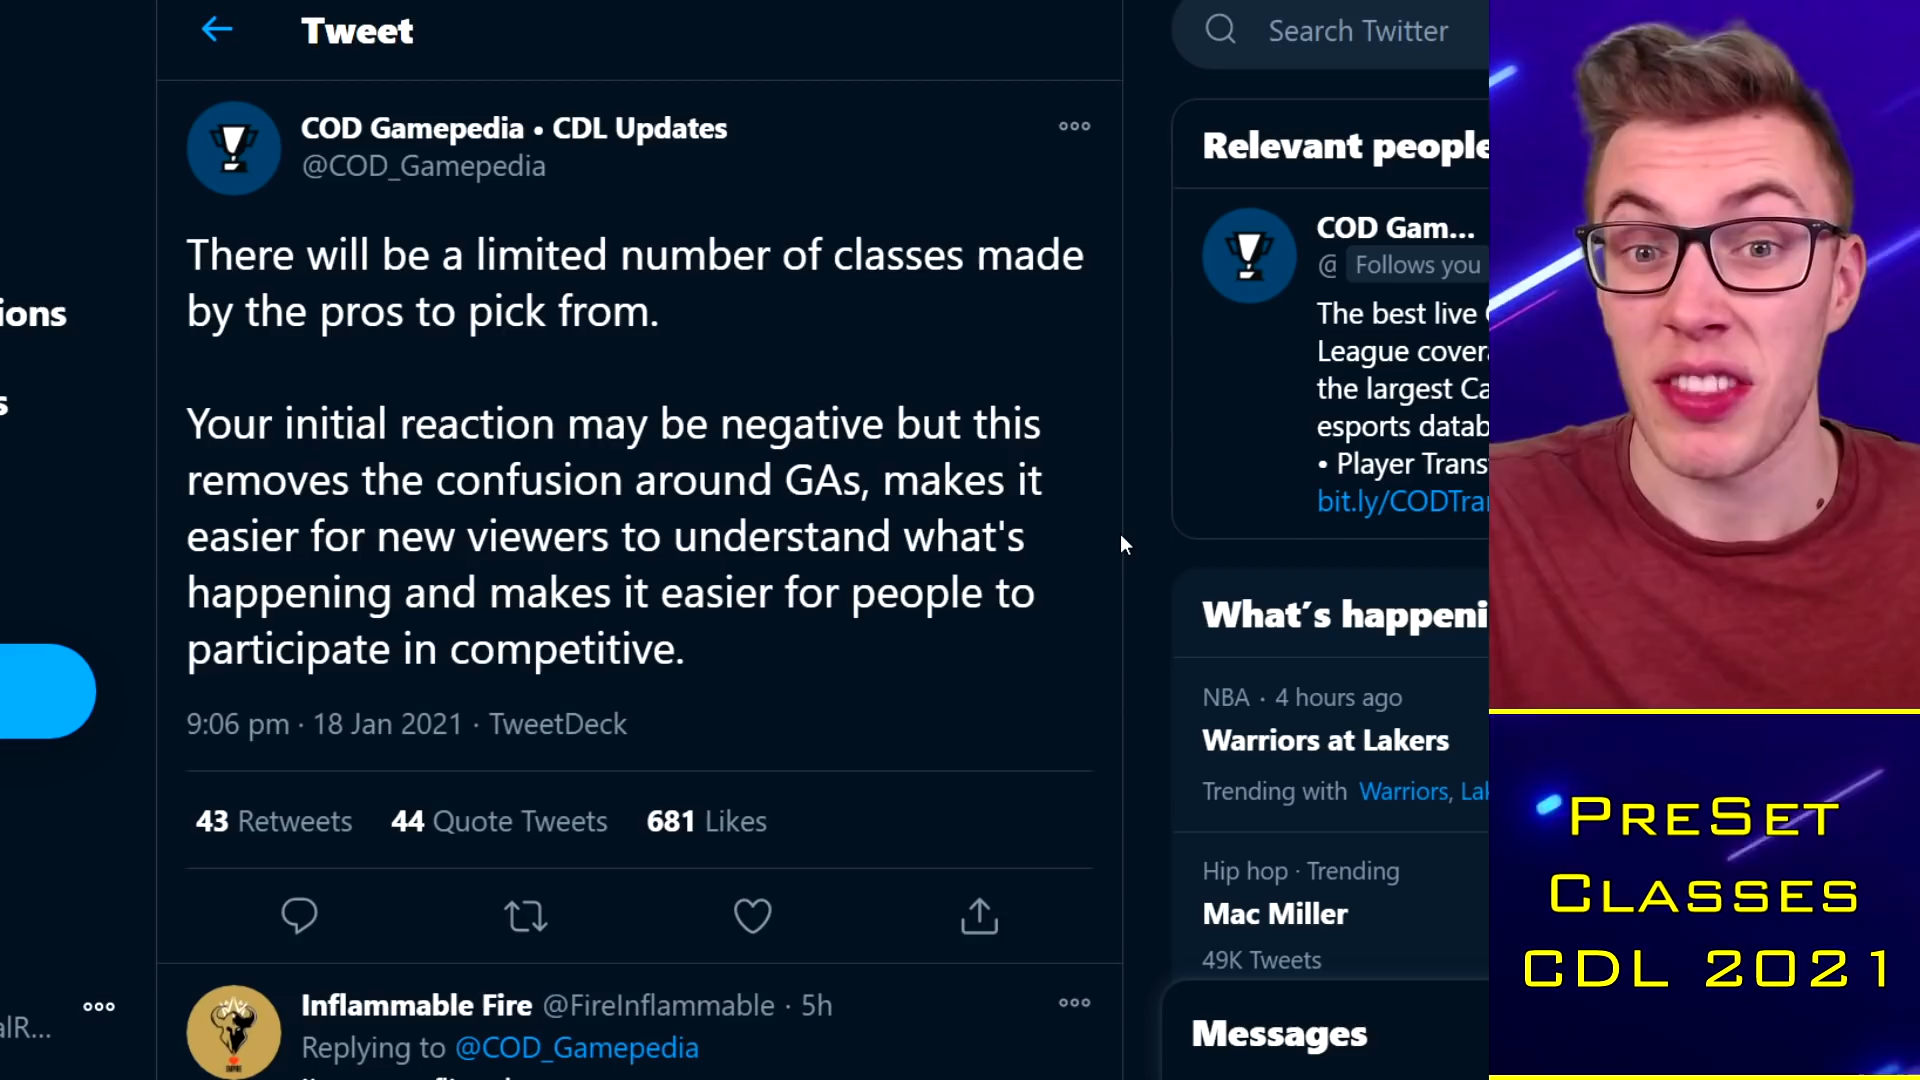 Tweet
Search Twitter
COD Gamepedia • CDL Updates
@COD_Gamepedia
There will be a limited number of classes made
by the pros to pick from.
Your initial reaction may be negative but this
removes the confusion around GAs, makes it
easier for new viewers to understand what's
happening and makes it easier for people to
participate in competitive.
9:06 pm · 18 Jan 2021 · TweetDeck
43 Retweets 44 Quote Tweets 681 Likes
Inflammable Fire @FireInflammable · 5h
Replying to @COD_Gamepedia
Relevant people
COD Gam...
@ Follows you
The best live
League cover
the largest Ca
esports datab
• Player Trans
bit.ly/CODTra
What's happeni
NBA · 4 hours ago
Warriors at Lakers
Trending with Warriors, Lak
Hip hop · Trending
Mac Miller
49K Tweets
Messages
ions
s
alR...
PreSet
Classes
CDL 2021